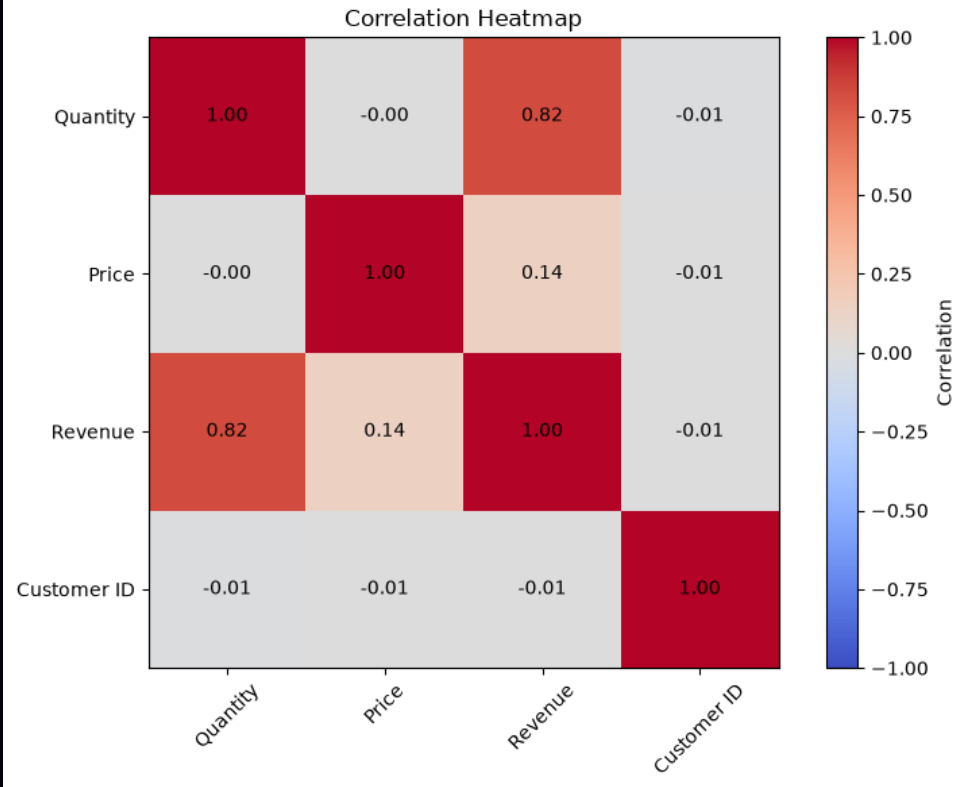 Correlation Heatmap
Quantity 1.00 -0.00 0.82 -0.01
Price -0.00 1.00 0.14 -0.01
Revenue 0.82 0.14 1.00 -0.01
Customer ID -0.01 -0.01 -0.01 1.00
Quantity Price Revenue Customer ID
1.00
0.75
0.50
0.25
0.00
−0.25
−0.50
−0.75
−1.00
Correlation